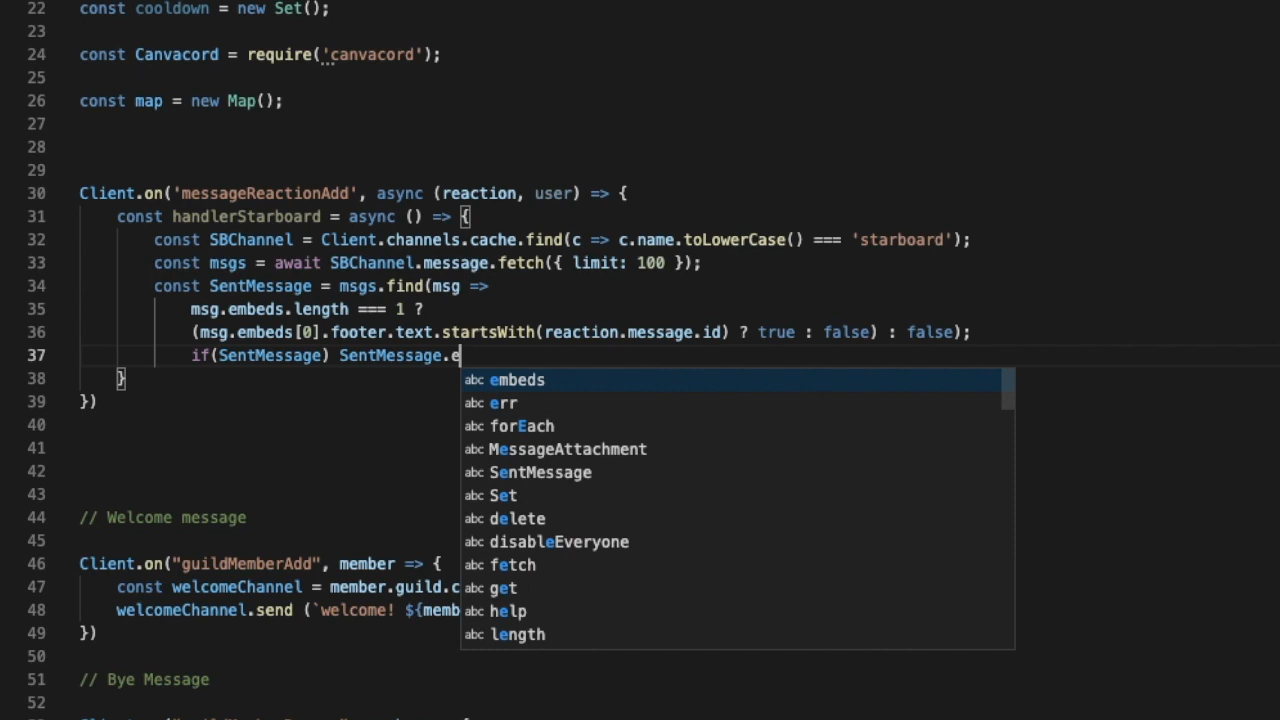 22 const cooldown = new Set();
23
24 const Canvacord = require('canvacord');
25
26 const map = new Map();
27
28
29
30 Client.on('messageReactionAdd', async (reaction, user) => {
31 const handlerStarboard = async () => {
32 const SBChannel = Client.channels.cache.find(c => c.name.toLowerCase() === 'starboard');
33 const msgs = await SBChannel.message.fetch({ limit: 100 });
34 const SentMessage = msgs.find(msg =>
35 msg.embeds.length === 1 ?
36 (msg.embeds[0].footer.text.startsWith(reaction.message.id) ? true : false) : false);
37 if(SentMessage) SentMessage.e
38 }
abc embeds
39 })
abc err
40
abc forEach
41
abc MessageAttachment
42
abc SentMessage
43
abc Set
44 // Welcome message
abc delete
45
abc disableEveryone
46 Client.on("guildMemberAdd", member => {
abc fetch
47 const welcomeChannel = member.guild.c
abc get
48 welcomeChannel.send (`welcome! ${memb
abc help
49 })
abc length
50
51 // Bye Message
52